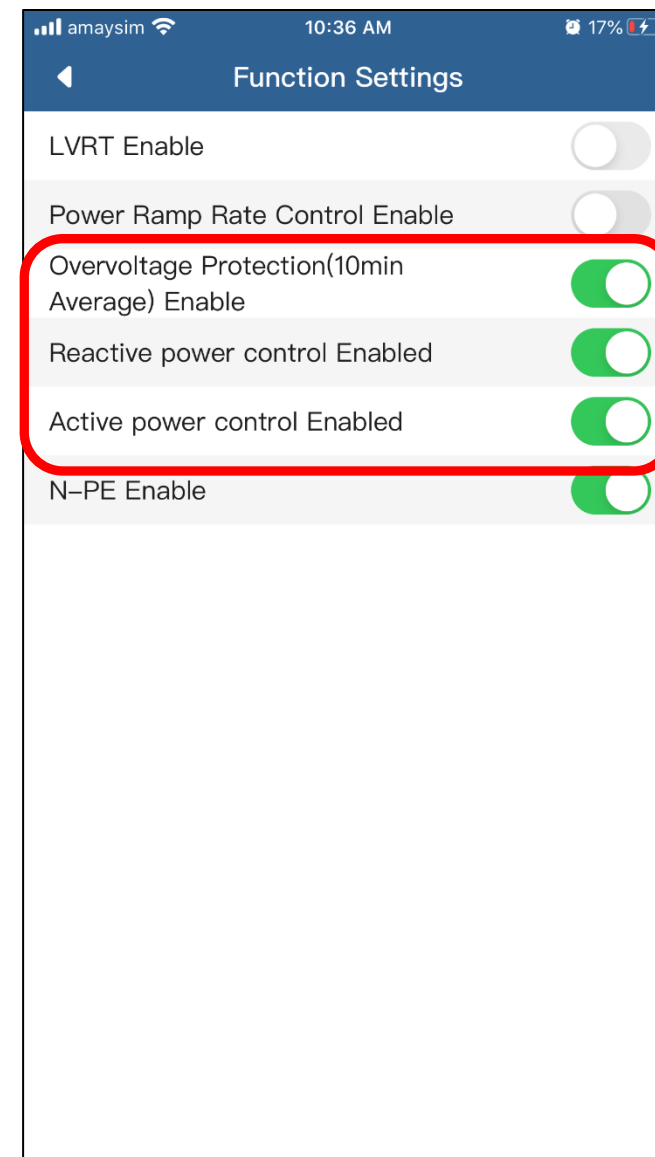 amaysim 10:36 AM 17%
Function Settings
LVRT Enable
Power Ramp Rate Control Enable
Overvoltage Protection(10min
Average) Enable
Reactive power control Enabled
Active power control Enabled
N-PE Enable